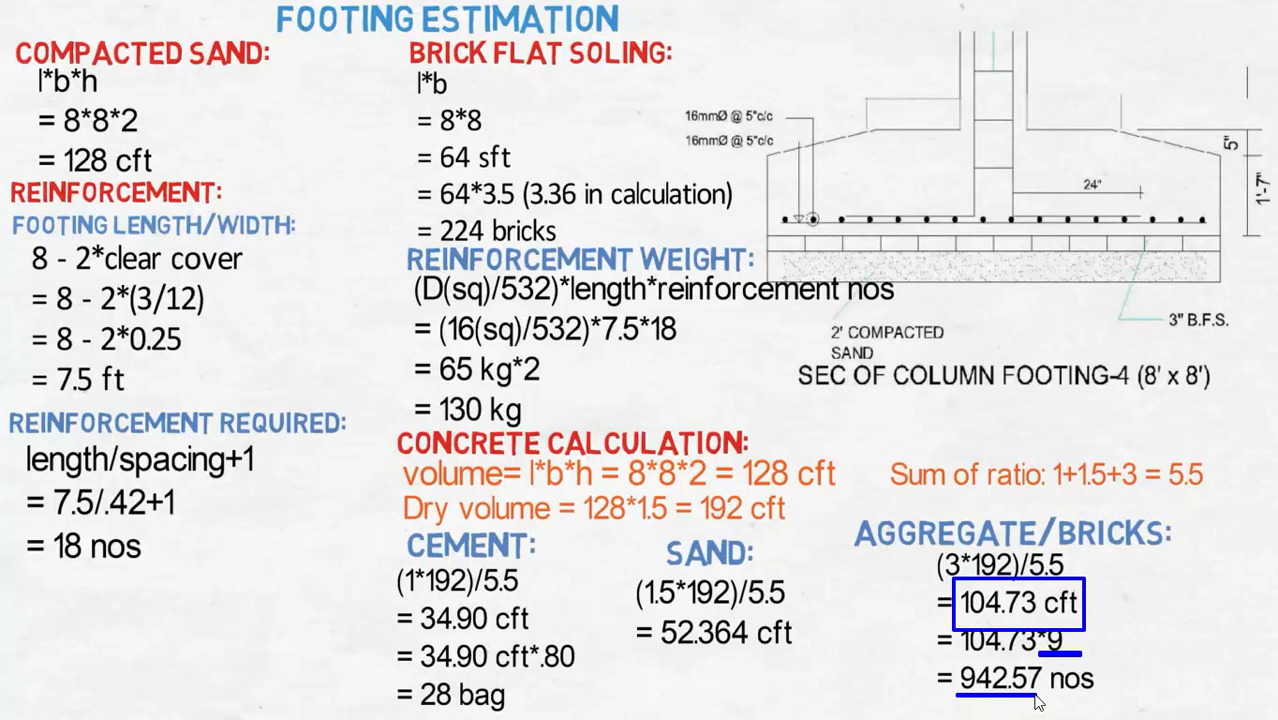 FOOTING ESTIMATION
COMPACTED SAND:
l*b*h
= 8*8*2
= 128 cft
REINFORCEMENT:
FOOTING LENGTH/WIDTH:
8 - 2*clear cover
= 8 - 2*(3/12)
= 8 - 2*0.25
= 7.5 ft
REINFORCEMENT REQUIRED:
length/spacing+1
= 7.5/.42+1
= 18 nos
BRICK FLAT SOLING:
l*b
= 8*8
= 64 sft
= 64*3.5 (3.36 in calculation)
= 224 bricks
REINFORCEMENT WEIGHT:
(D(sq)/532)*length*reinforcement nos
= (16(sq)/532)*7.5*18
= 65 kg*2
= 130 kg
16mmØ @ 5"c/c
16mmØ @ 5"c/c
24"
5"
1'-7"
3" B.F.S.
2' COMPACTED
SAND
SEC OF COLUMN FOOTING-4 (8' x 8')
CONCRETE CALCULATION:
volume= l*b*h = 8*8*2 = 128 cft
Dry volume = 128*1.5 = 192 cft
Sum of ratio: 1+1.5+3 = 5.5
CEMENT:
(1*192)/5.5
= 34.90 cft
= 34.90 cft*.80
= 28 bag
SAND:
(1.5*192)/5.5
= 52.364 cft
AGGREGATE/BRICKS:
(3*192)/5.5
= 104.73 cft
= 104.73*9
= 942.57 nos